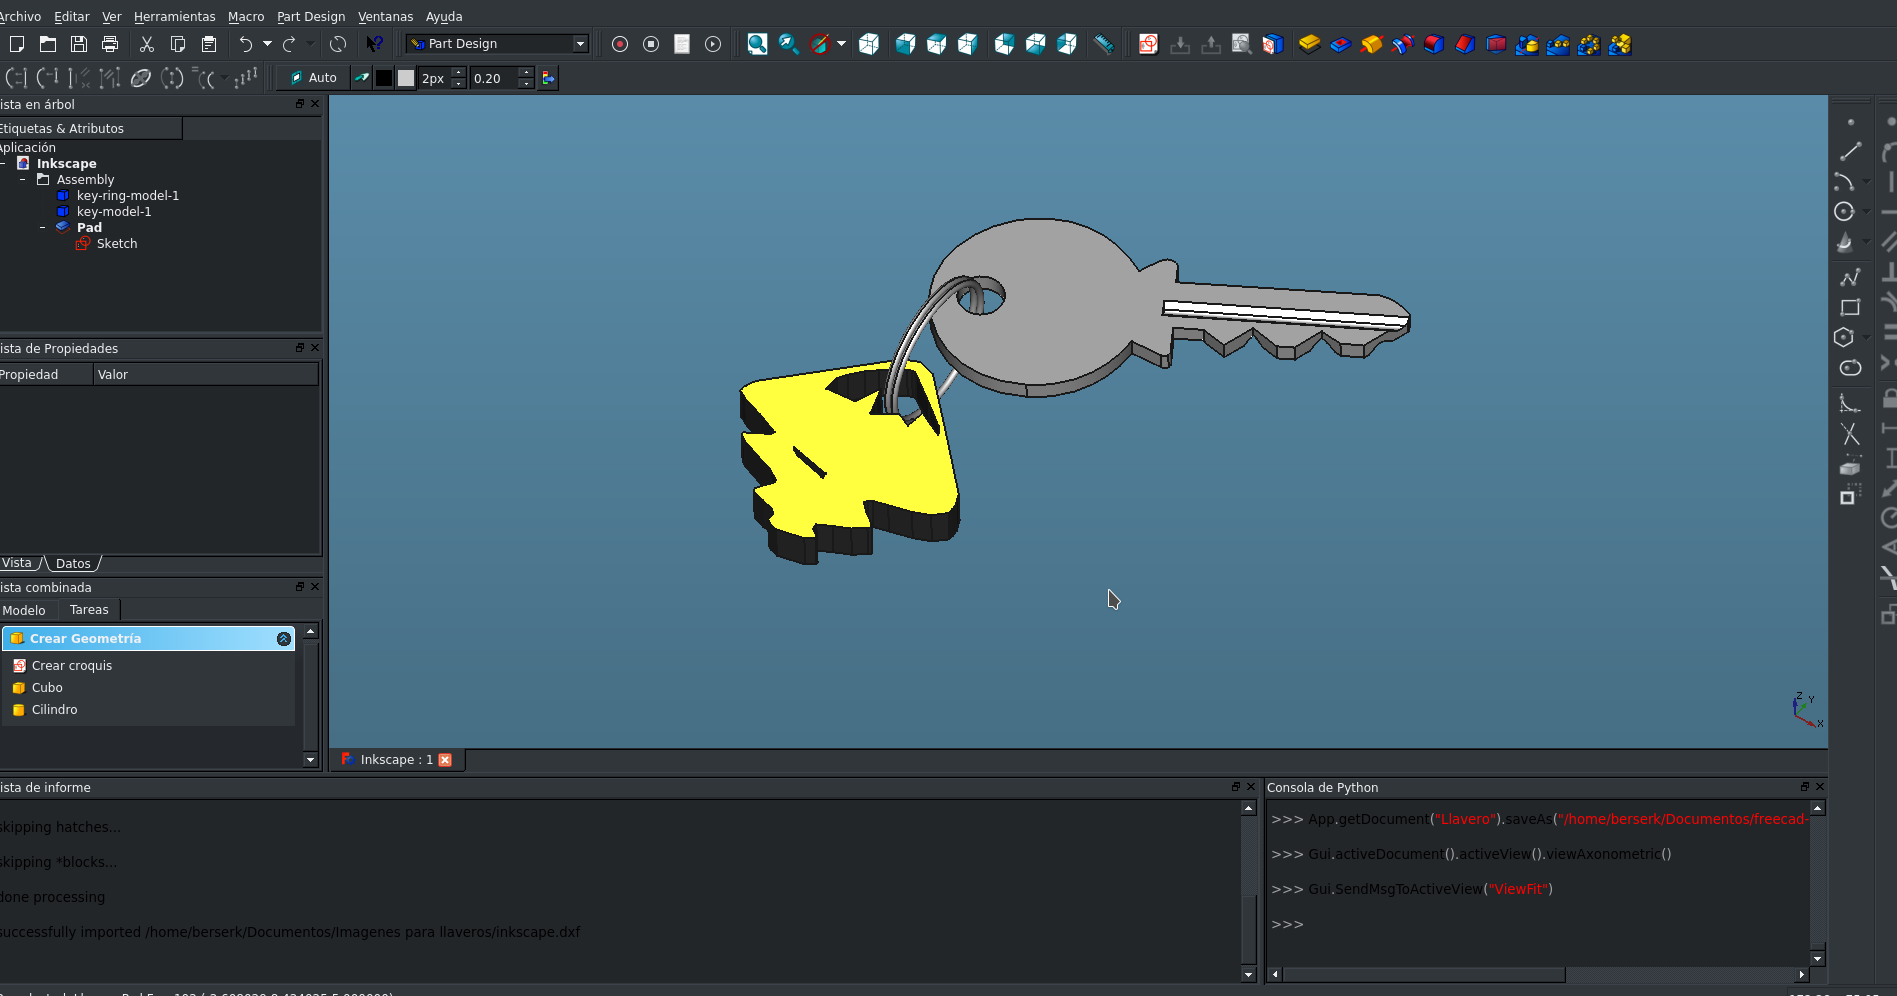 Archivo Editar Ver Herramientas Macro Part Design Ventanas Ayuda
Part Design
Auto 2px 0.20
ista en árbol
Etiquetas & Atributos
Aplicación
Inkscape
Assembly
key-ring-model-1
key-model-1
Pad
Sketch
ista de Propiedades
Propiedad Valor
Vista Datos
ista combinada
Modelo Tareas
Crear Geometría
Crear croquis
Cubo
Cilindro
Z
Y
X
Inkscape : 1
ista de informe
skipping hatches...
skipping *blocks...
done processing
successfully imported /home/berserk/Documentos/Imagenes para llaveros/inkscape.dxf
Consola de Python
>>> App.getDocument("Llavero").saveAs("/home/berserk/Documentos/freecad-
>>> Gui.activeDocument().activeView().viewAxonometric()
>>> Gui.SendMsgToActiveView("ViewFit")
>>>